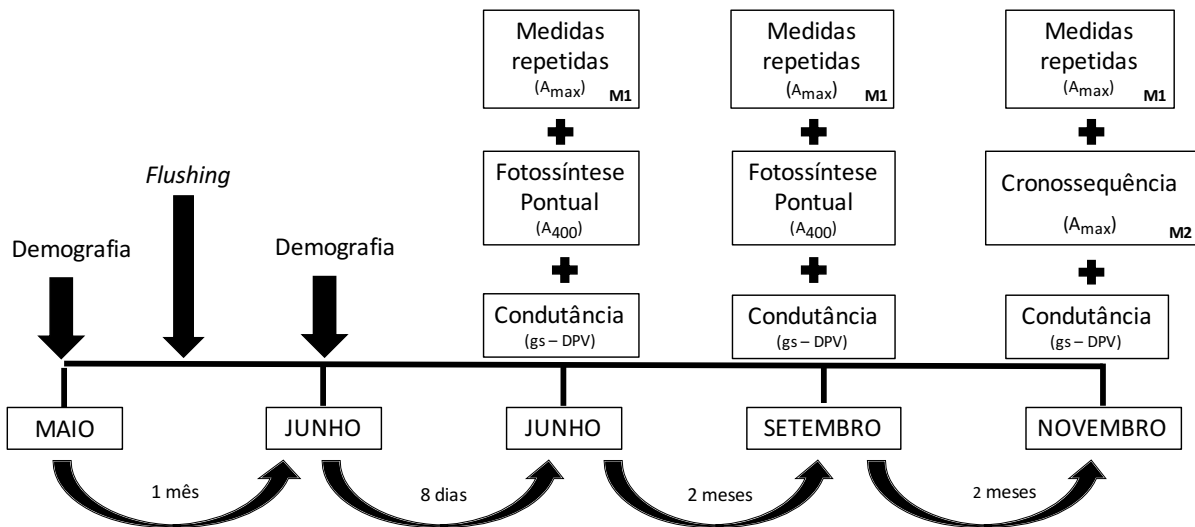 Medidas
repetidas
(Amax) M1
Medidas
repetidas
(Amax) M1
Medidas
repetidas
(Amax) M1
Flushing
Fotossíntese
Pontual
(A400)
Fotossíntese
Pontual
(A400)
Cronossequência
(Amax) M2
Demografia
Demografia
Condutância
(gs – DPV)
Condutância
(gs – DPV)
Condutância
(gs – DPV)
MAIO
JUNHO
JUNHO
SETEMBRO
NOVEMBRO
1 mês
8 dias
2 meses
2 meses